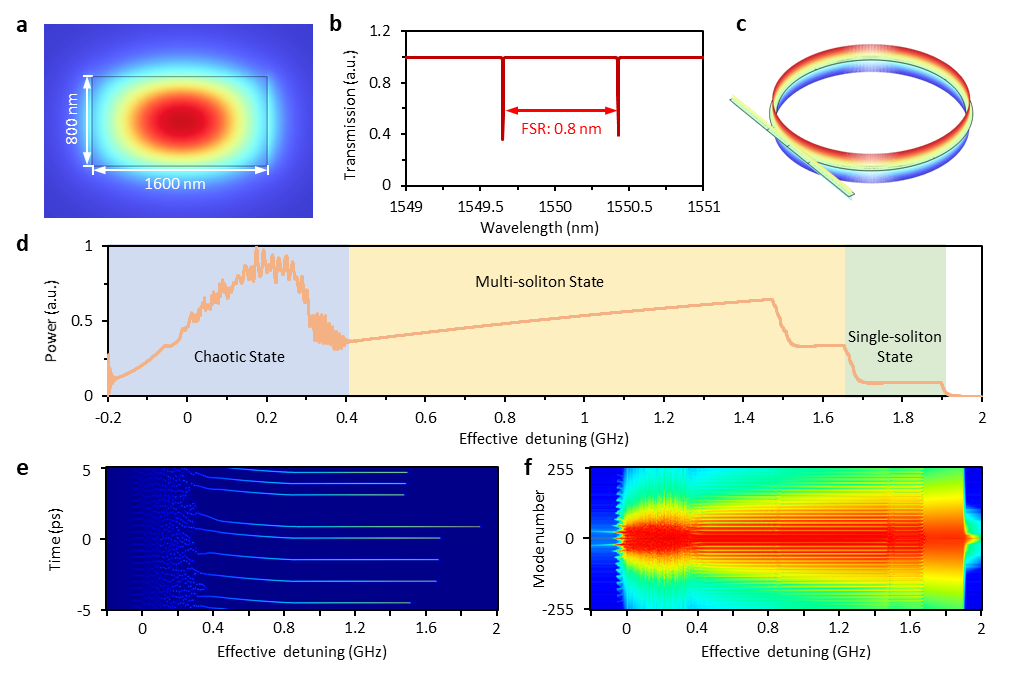 a
800 nm
1600 nm
b
1.2
0.8
0.4
0
Transmission (a.u.)
FSR: 0.8 nm
1549
1549.5
1550
1550.5
1551
Wavelength (nm)
c
d
1
0.5
0
Power (a.u.)
Chaotic State
Multi-soliton State
Single-soliton
State
-0.2
0
0.2
0.4
0.6
0.8
1
1.2
1.4
1.6
1.8
2
Effective detuning (GHz)
e
5
0
-5
Time (ps)
0
0.4
0.8
1.2
1.6
2
Effective detuning (GHz)
f
255
0
-255
Mode number
0
0.4
0.8
1.2
1.6
2
Effective detuning (GHz)